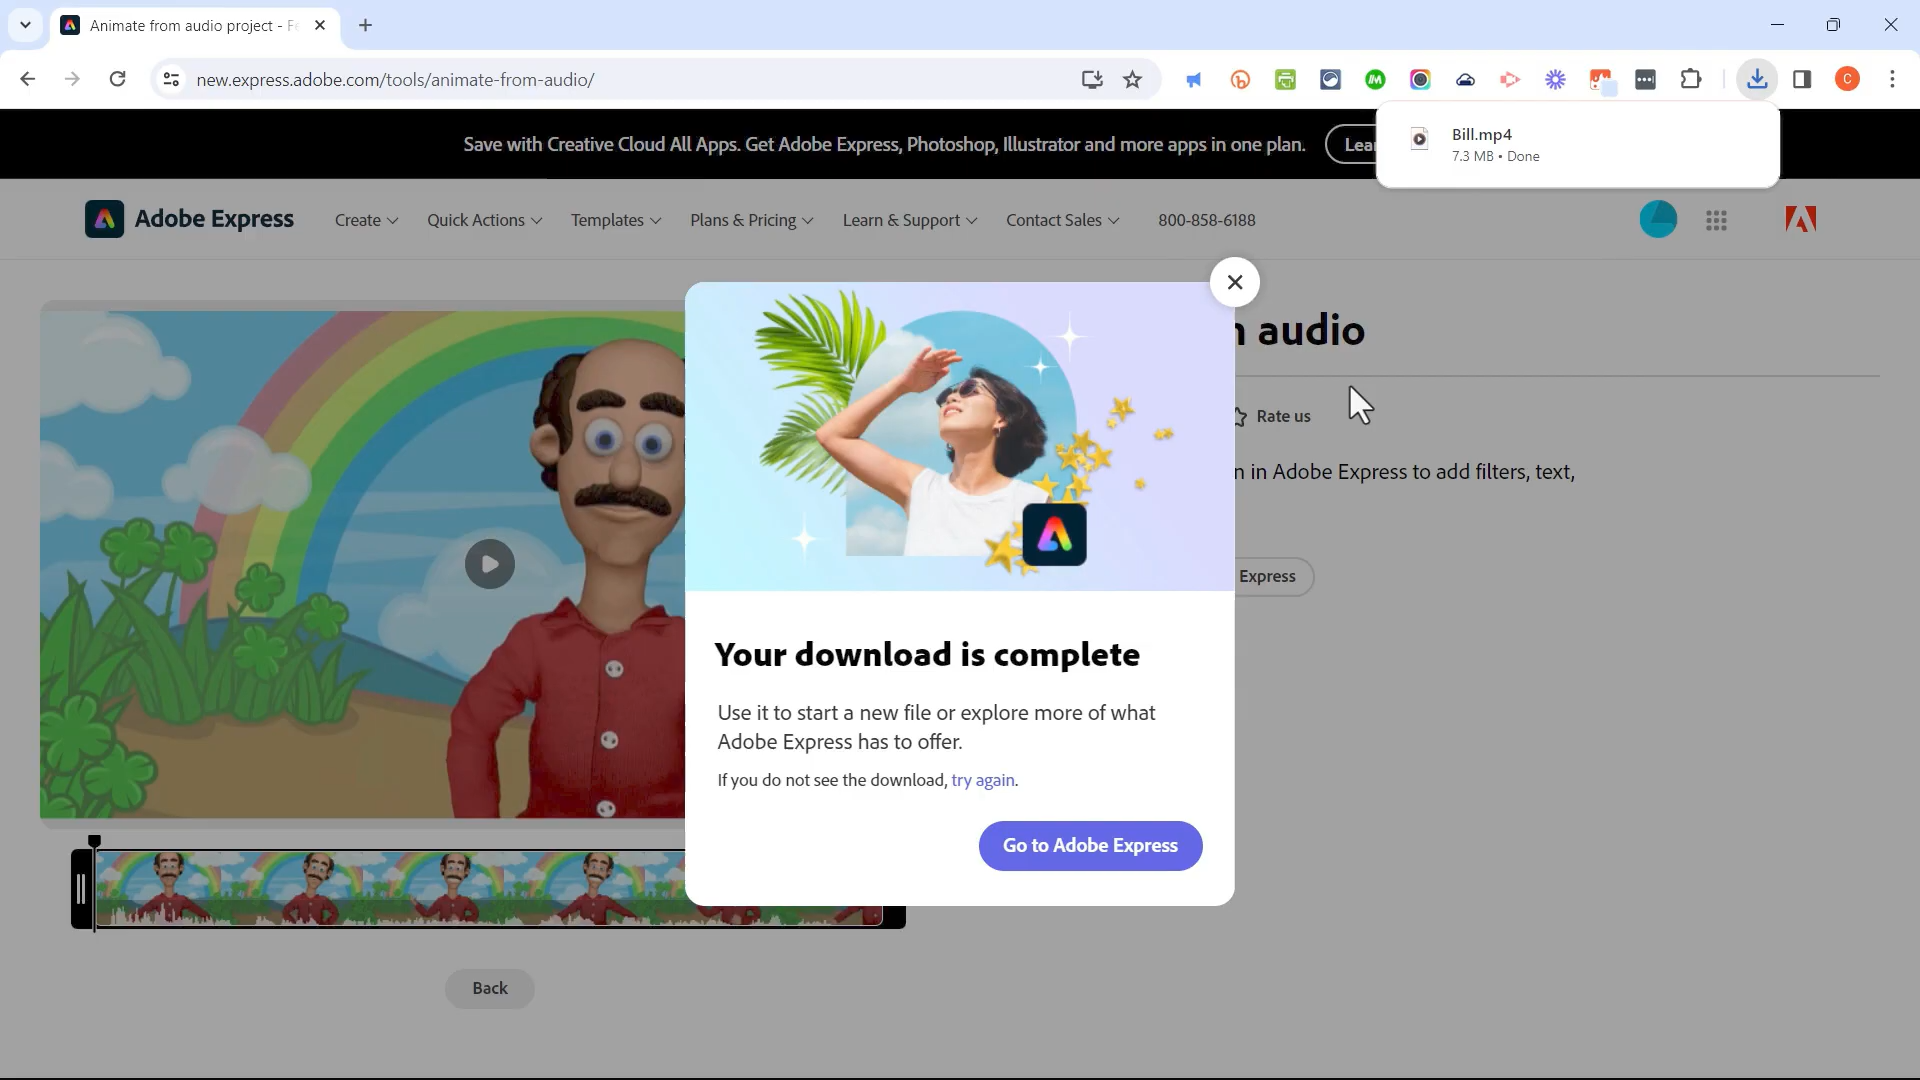 Animate from audio project - Fe
new.express.adobe.com/tools/animate-from-audio/
C
Bill.mp4
7.3 MB • Done
Save with Creative Cloud All Apps. Get Adobe Express, Photoshop, Illustrator and more apps in one plan.
Lea
Adobe Express
Create
Quick Actions
Templates
Plans & Pricing
Learn & Support
Contact Sales
800-858-6188
n audio
Rate us
n in Adobe Express to add filters, text,
Express
Your download is complete
Use it to start a new file or explore more of what
Adobe Express has to offer.
If you do not see the download, try again.
Go to Adobe Express
Back